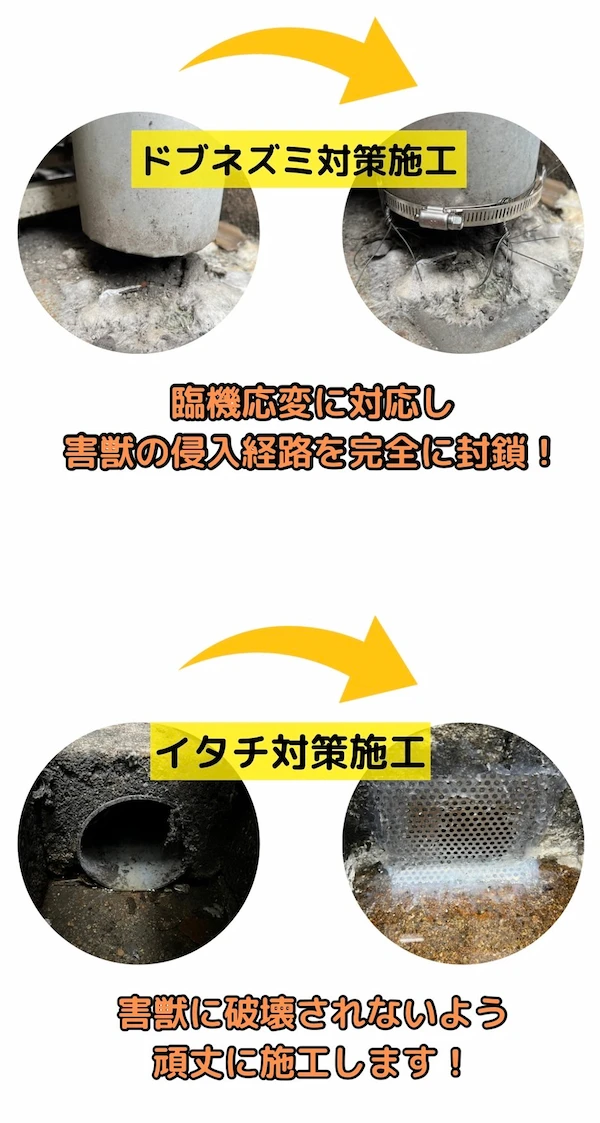 ドブネズミ対策施工
臨機応変に対応し
害獣の侵入経路を完全に封鎖！
イタチ対策施工
害獣に破壊されないよう
頑丈に施工します！